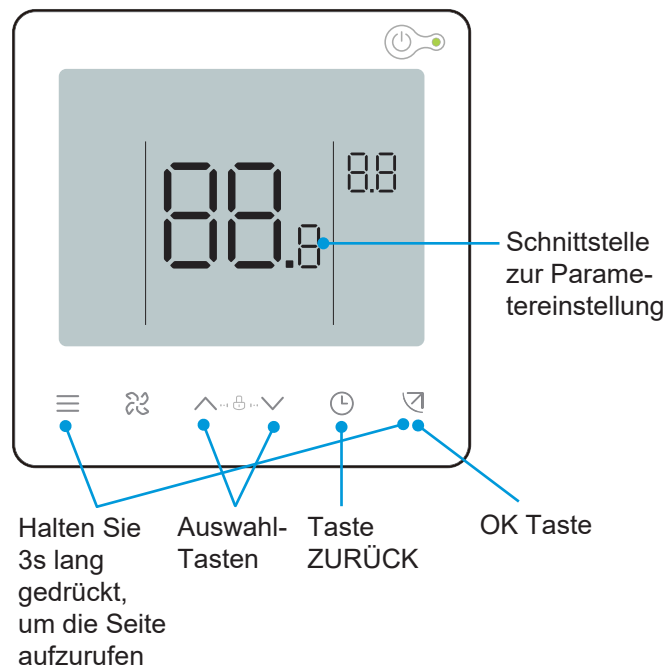 88.8
8.8
Schnittstelle
zur Parame-
tereinstellung
Halten Sie
3s lang
gedrückt,
um die Seite
aufzurufen
Auswahl-
Tasten
Taste
ZURÜCK
OK Taste